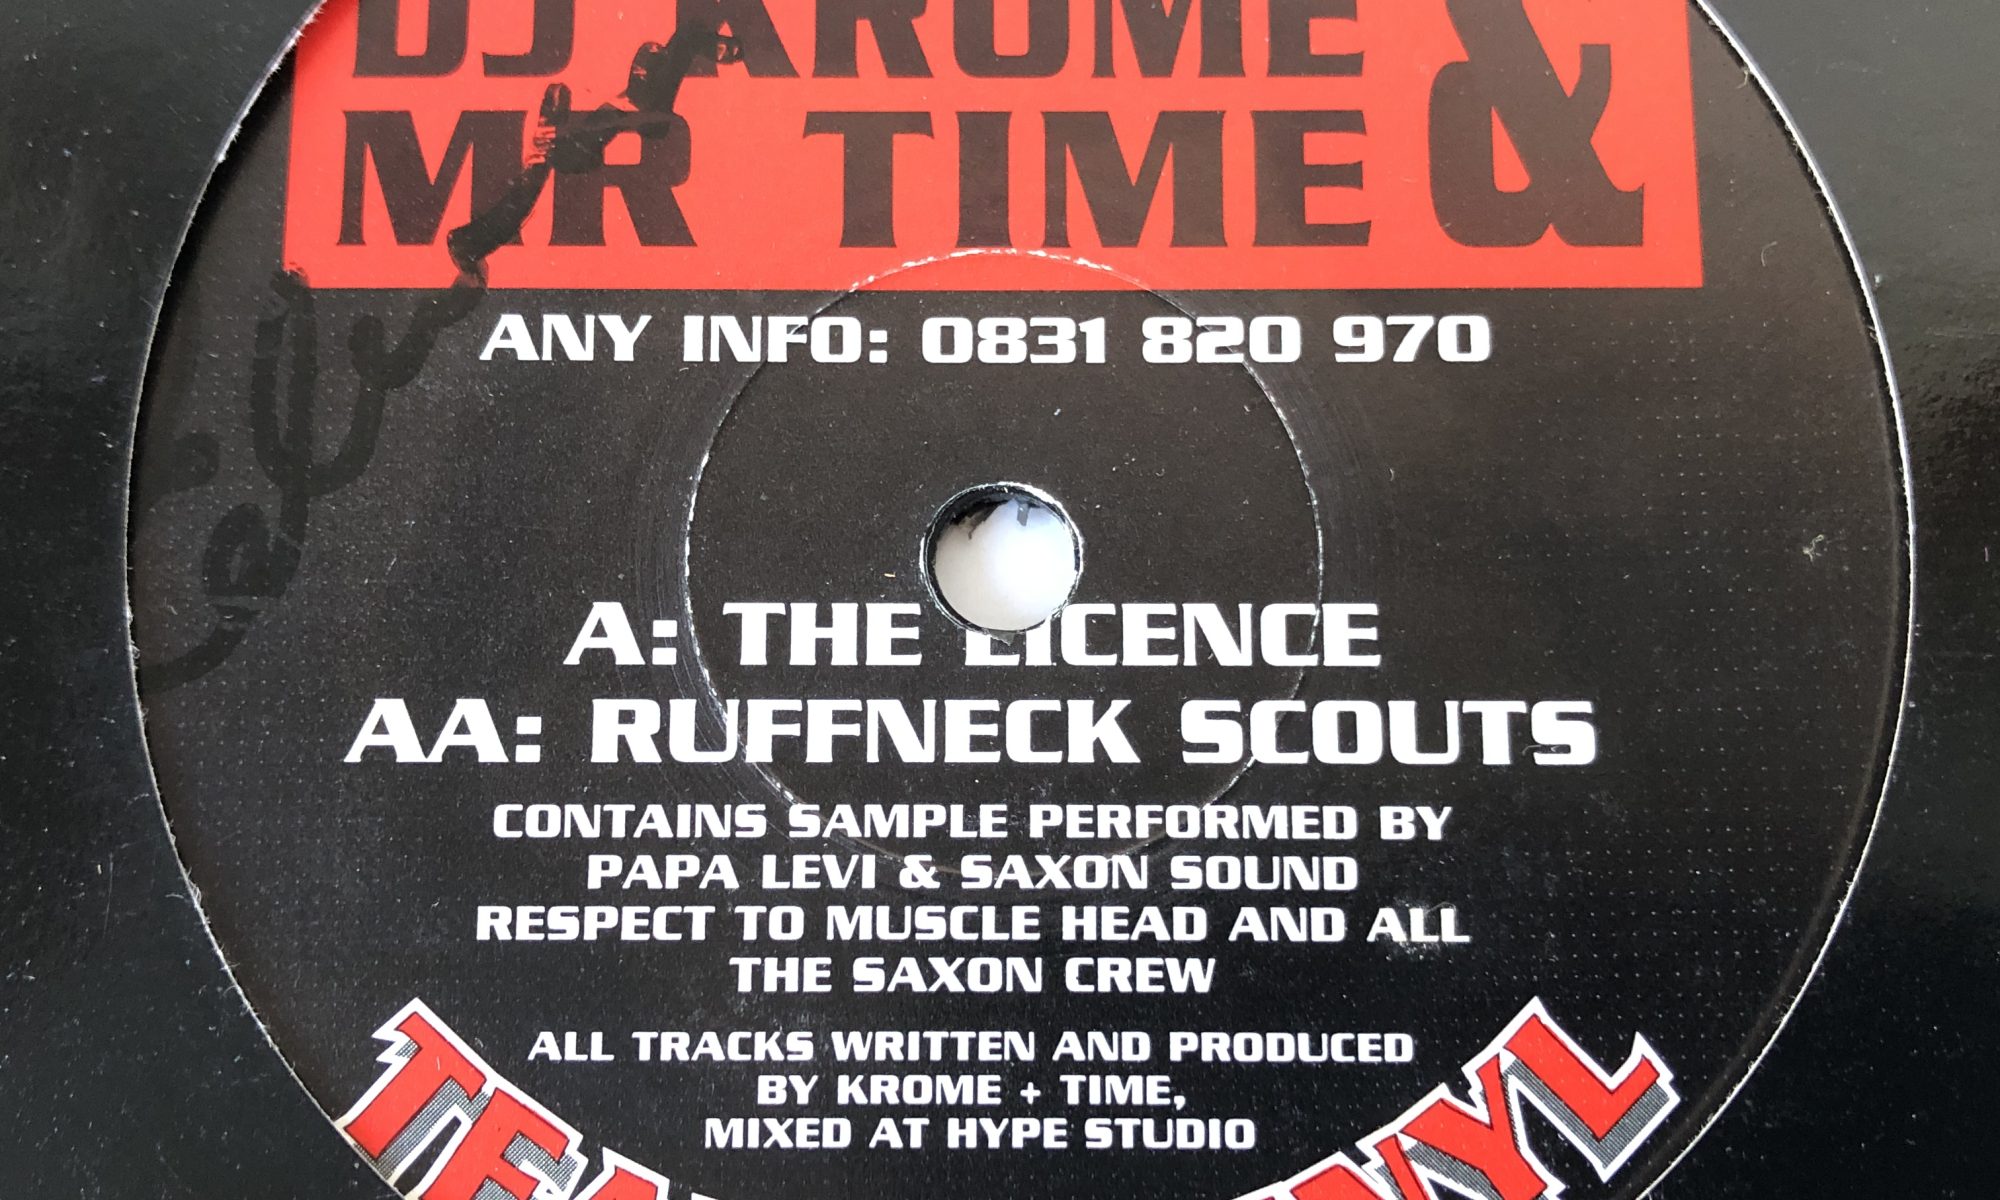 DJ KROME
MR TIME &
ANY INFO: 0831 820 970
A: THE LICENCE
AA: RUFFNECK SCOUTS
CONTAINS SAMPLE PERFORMED BY
PAPA LEVI & SAXON SOUND
RESPECT TO MUSCLE HEAD AND ALL
THE SAXON CREW
ALL TRACKS WRITTEN AND PRODUCED
BY KROME + TIME,
MIXED AT HYPE STUDIO